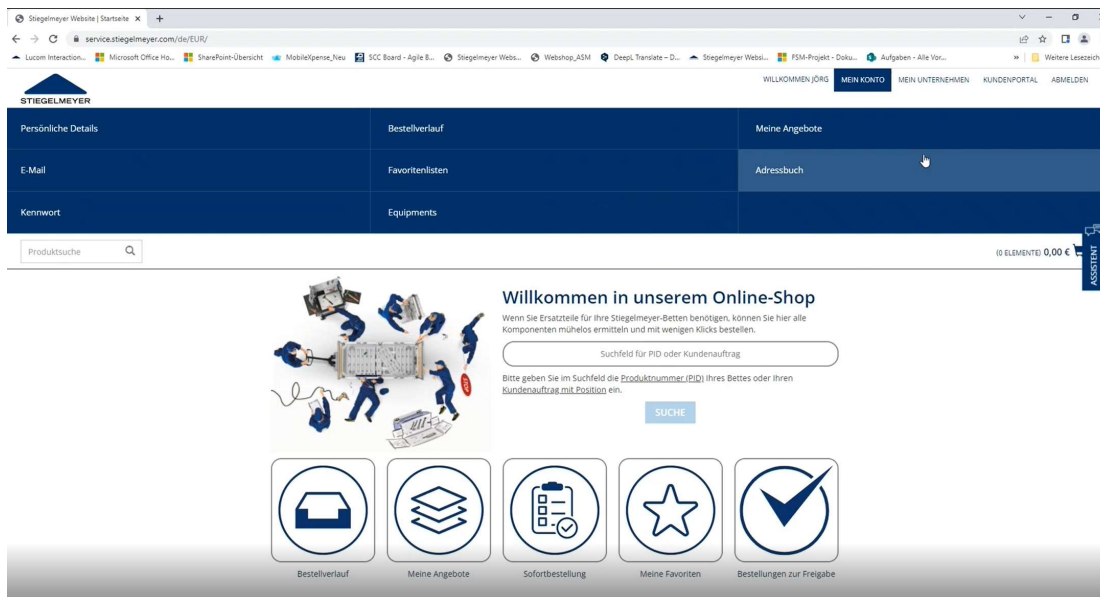 Stiegelmeyer Website | Startseite
service.stiegelmeyer.com/de/EUR/
Lucom Interaction... Microsoft Office Ho... SharePoint-Übersicht MobileXpense_Neu SCC Board - Agile B... Stiegelmeyer Webs... Webshop_ASM DeepL Translate – D... Stiegelmeyer Websi... FSM-Projekt - Doku... Aufgaben - Alle Vor... » Weitere Lesezeich
STIEGELMEYER
WILLKOMMEN JÖRG MEIN KONTO MEIN UNTERNEHMEN KUNDENPORTAL ABMELDEN
Persönliche Details Bestellverlauf Meine Angebote
E-Mail Favoritenlisten Adressbuch
Kennwort Equipments
Produktsuche
(0 ELEMENTE) 0,00 €
ASSISTENT
Willkommen in unserem Online-Shop
Wenn Sie Ersatzteile für Ihre Stiegelmeyer-Betten benötigen, können Sie hier alle
Komponenten mühelos ermitteln und mit wenigen Klicks bestellen.
Suchfeld für PID oder Kundenauftrag
Bitte geben Sie im Suchfeld die Produktnummer (PID) Ihres Bettes oder Ihren
Kundenauftrag mit Position ein.
SUCHE
Bestellverlauf Meine Angebote Sofortbestellung Meine Favoriten Bestellungen zur Freigabe